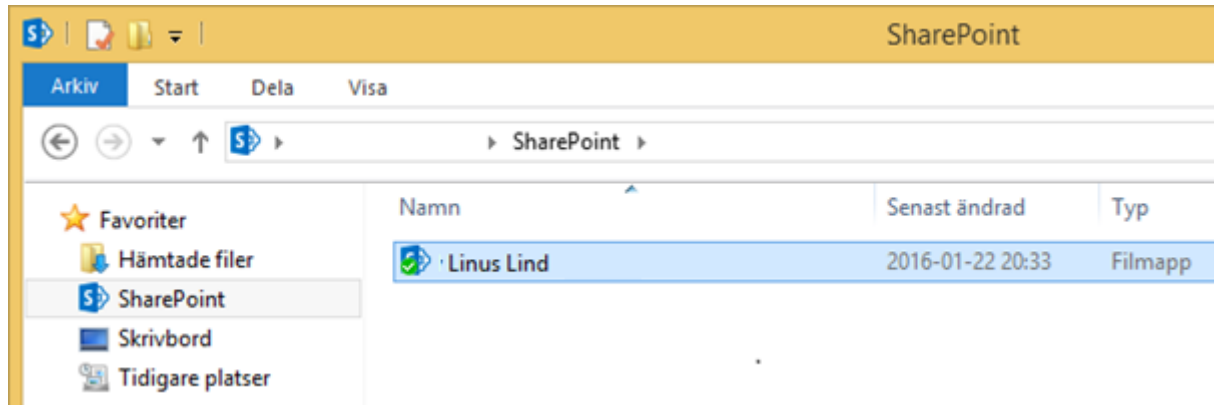 SharePoint
Arkiv Start Dela Visa
SharePoint
Namn Senast ändrad Typ
Favoriter
Linus Lind 2016-01-22 20:33 Filmapp
Hämtade filer
SharePoint
Skrivbord
Tidigare platser